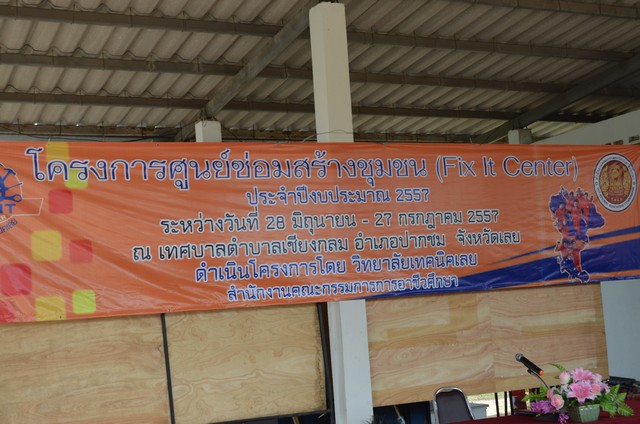 โครงการศูนย์ซ่อมสร้างชุมชน (Fix It Center)
ประจำปีงบประมาณ 2557
ระหว่างวันที่ 28 มิถุนายน - 27 กรกฎาคม 2557
ณ เทศบาลตำบลเชียงกลม อำเภอปากชม จังหวัดเลย
ดำเนินโครงการโดย วิทยาลัยเทคนิคเลย
สำนักงานคณะกรรมการการอาชีวศึกษา